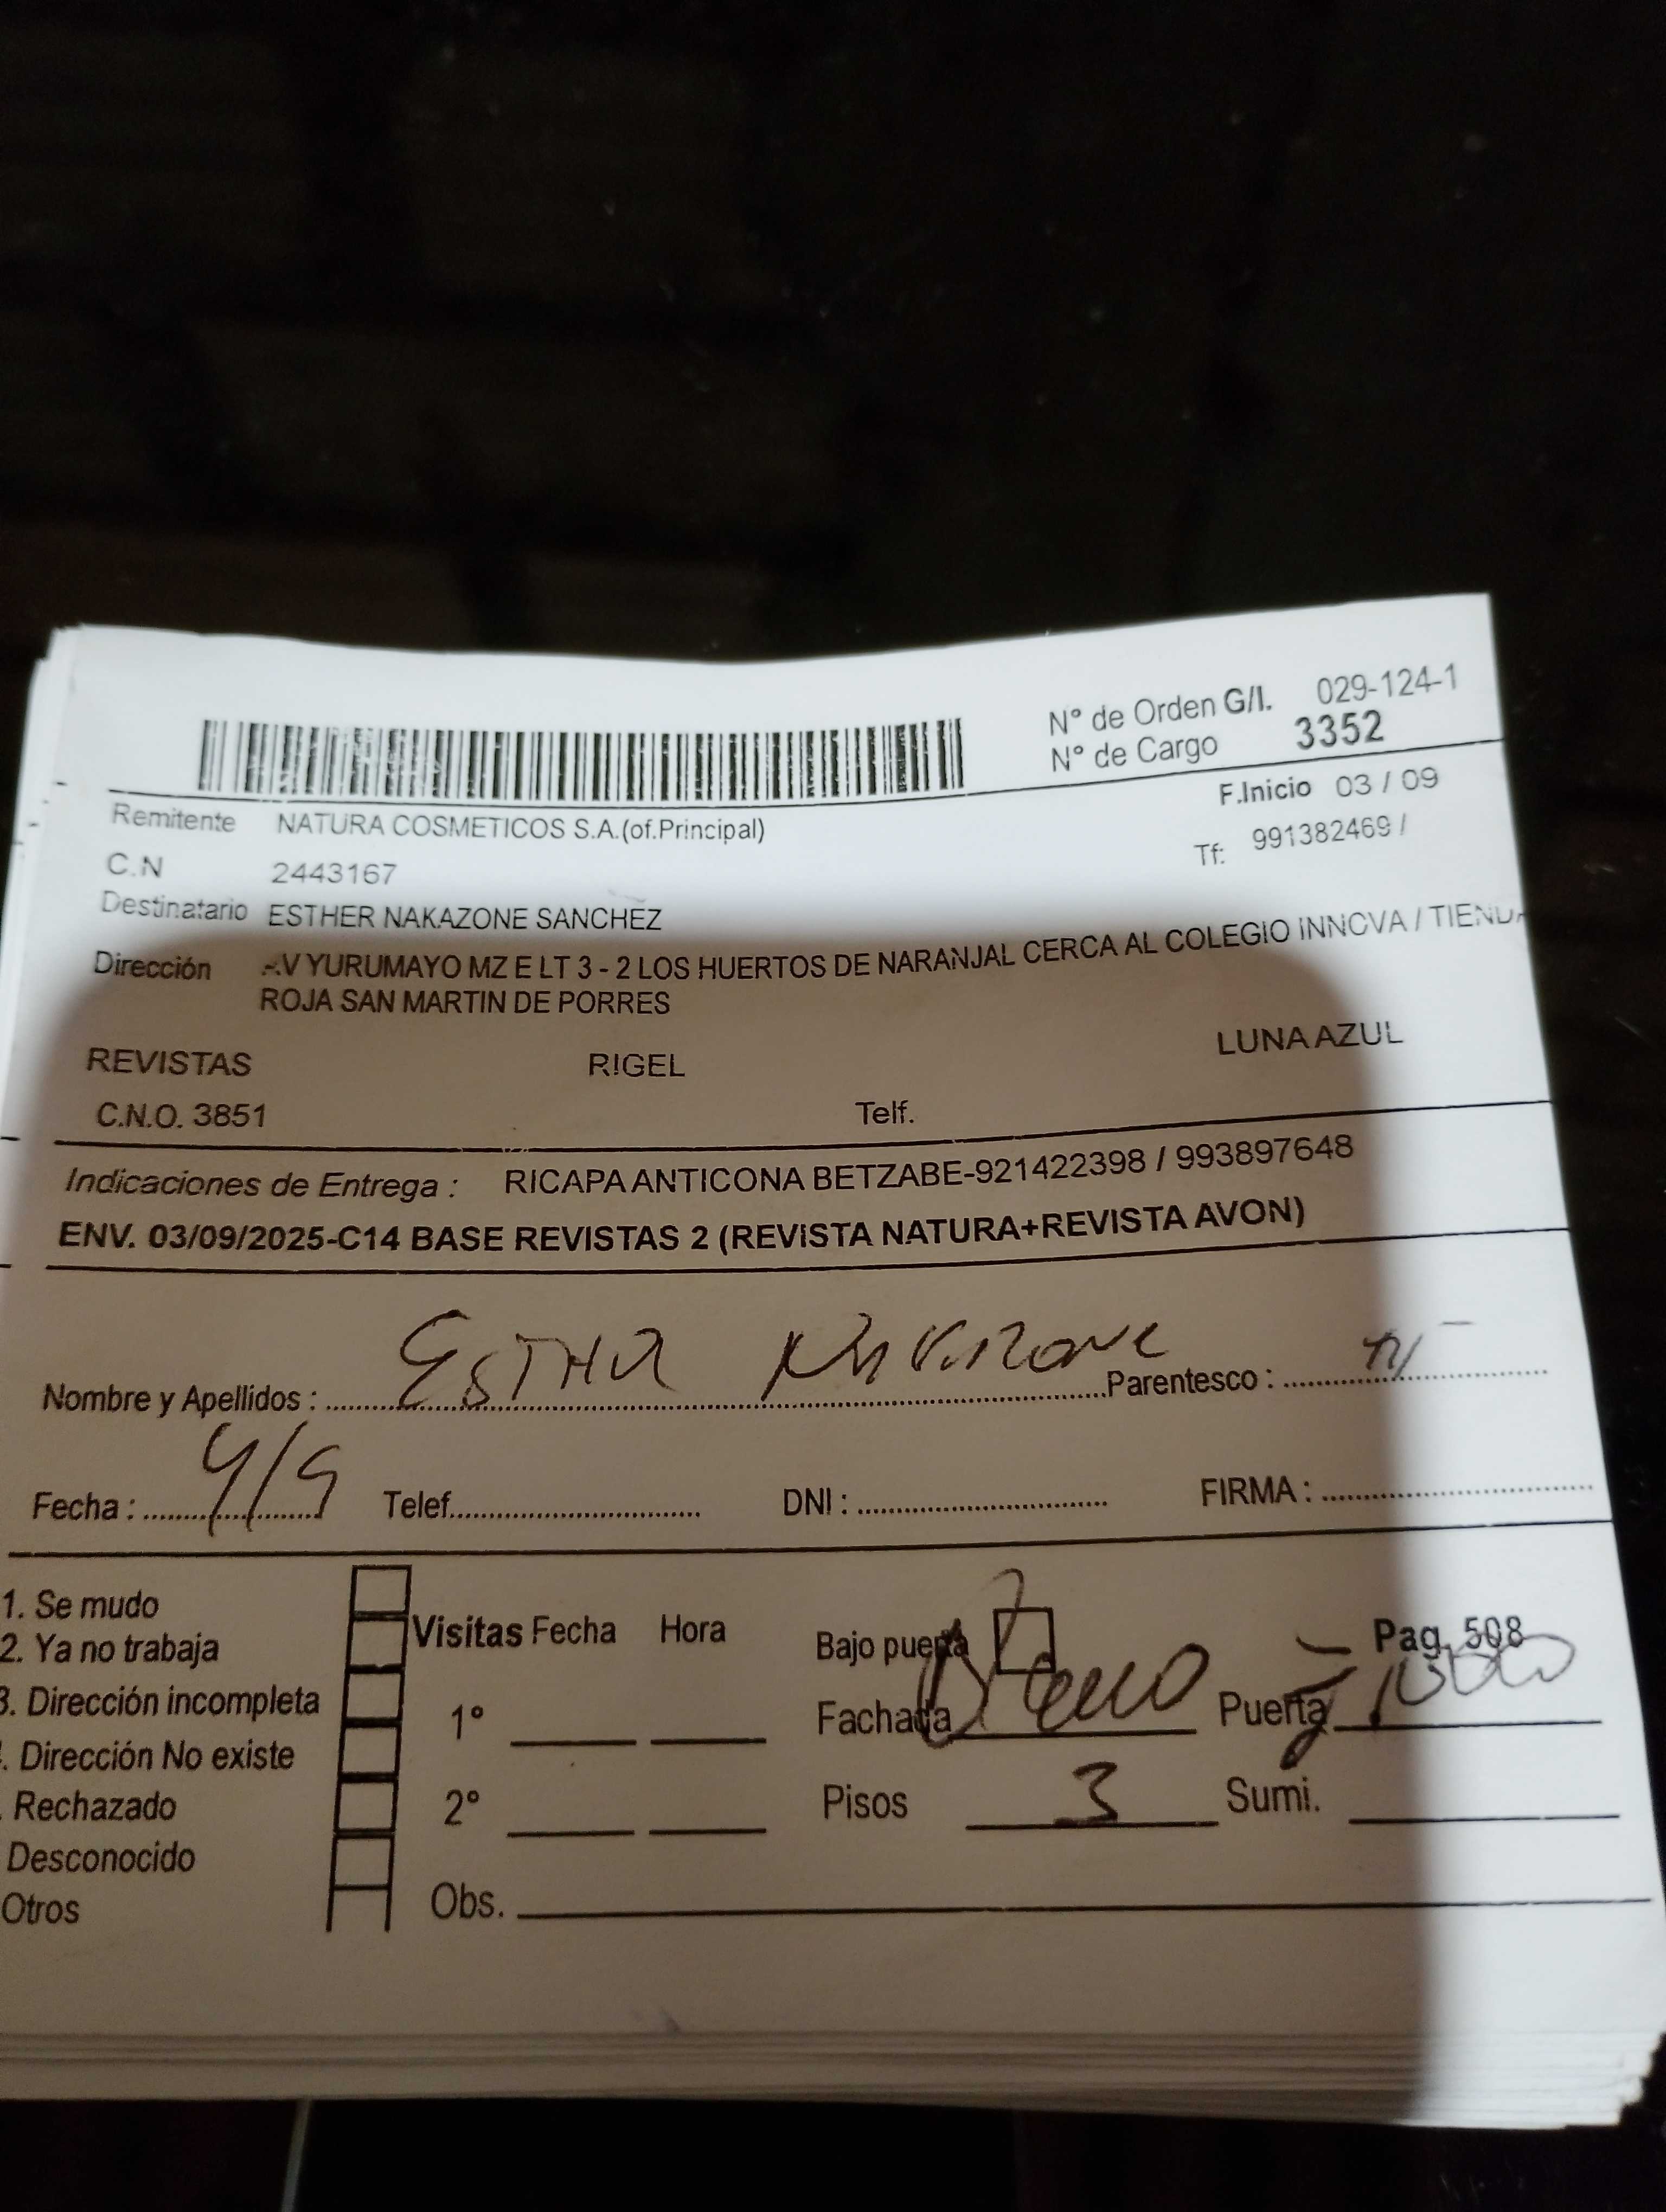 N° de Orden G/I. 029-124-1
N° de Cargo 3352
F.Inicio 03 / 09
Remitente NATURA COSMETICOS S.A.(of.Principal)
Tf: 991382469 /
C.N 2443167
Destinatario ESTHER NAKAZONE SANCHEZ
Dirección AV YURUMAYO MZ E LT 3 - 2 LOS HUERTOS DE NARANJAL CERCA AL COLEGIO INNOVA / TIENDA
ROJA SAN MARTIN DE PORRES
REVISTAS RIGEL LUNA AZUL
C.N.O. 3851 Telf.
Indicaciones de Entrega : RICAPA ANTICONA BETZABE-921422398 / 993897648
ENV. 03/09/2025-C14 BASE REVISTAS 2 (REVISTA NATURA+REVISTA AVON)
Nombre y Apellidos : Parentesco :
Fecha : 4/9 Telef. DNI : FIRMA :
1. Se mudo
2. Ya no trabaja
3. Dirección incompleta
. Dirección No existe
. Rechazado
Desconocido
Otros
Visitas Fecha Hora
1°
2°
Obs.
Bajo puerta Pag. 508
Fachada Puerta
Pisos 3 Sumi.